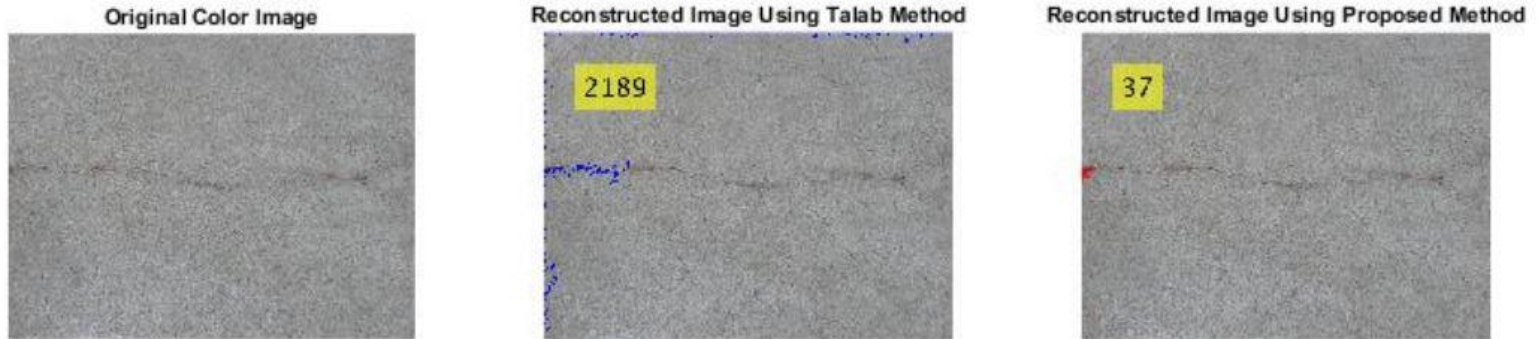 Original Color Image
Reconstructed Image Using Talab Method
Reconstructed Image Using Proposed Method
2189
37